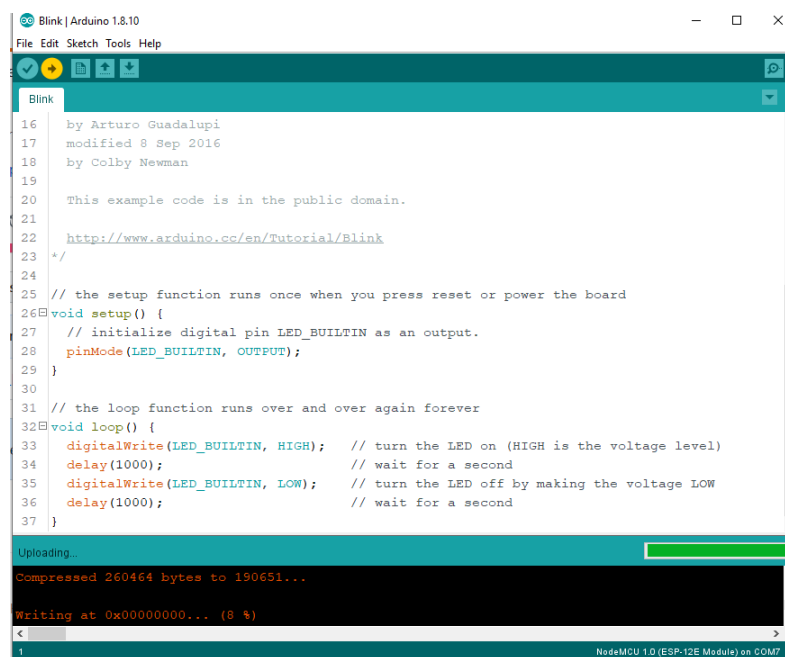 Blink | Arduino 1.8.10
File Edit Sketch Tools Help
Blink
16 by Arturo Guadalupi
17 modified 8 Sep 2016
18 by Colby Newman
19
20 This example code is in the public domain.
21
22 http://www.arduino.cc/en/Tutorial/Blink
23 */
24
25 // the setup function runs once when you press reset or power the board
26 void setup() {
27 // initialize digital pin LED_BUILTIN as an output.
28 pinMode(LED_BUILTIN, OUTPUT);
29 }
30
31 // the loop function runs over and over again forever
32 void loop() {
33 digitalWrite(LED_BUILTIN, HIGH); // turn the LED on (HIGH is the voltage level)
34 delay(1000); // wait for a second
35 digitalWrite(LED_BUILTIN, LOW); // turn the LED off by making the voltage LOW
36 delay(1000); // wait for a second
37 }
Uploading...
Compressed 260464 bytes to 190651...
Writing at 0x00000000... (8 %)
1 NodeMCU 1.0 (ESP-12E Module) on COM7